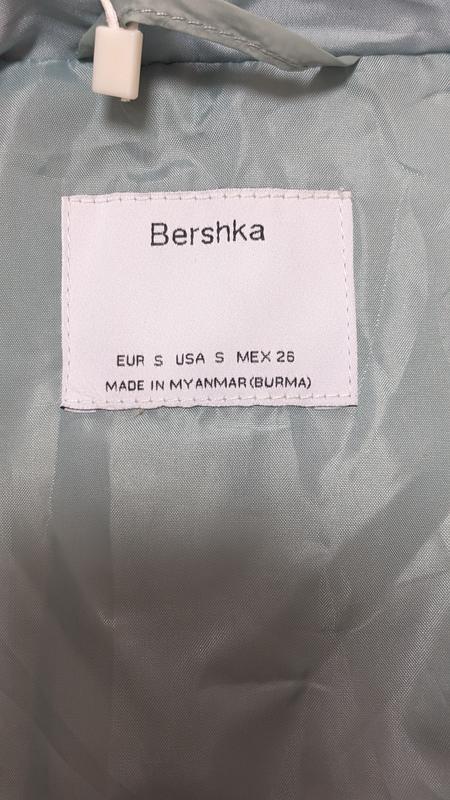 Bershka
EUR S USA S MEX 26
MADE IN MYANMAR (BURMA)